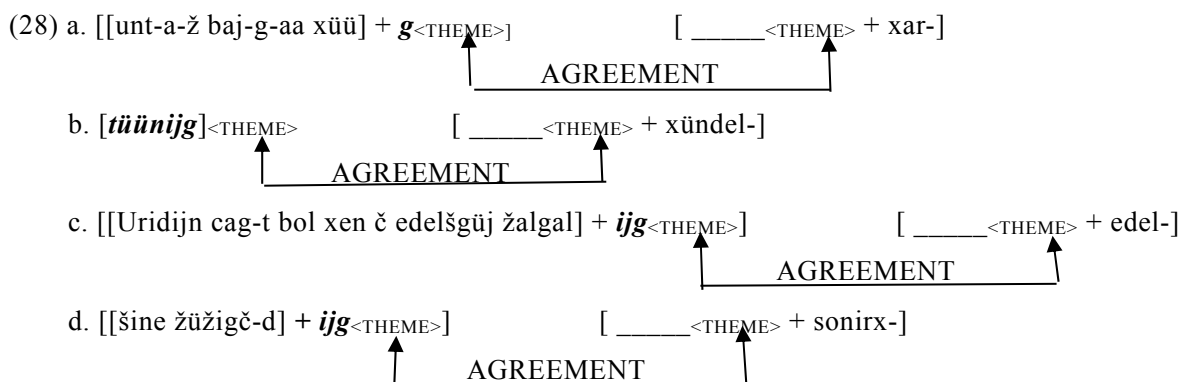 (28) a. [[unt-a-ž baj-g-aa xüü] + g<THEME>] [ _____<THEME> + xar-]
AGREEMENT
b. [tüünijg]<THEME> [ _____<THEME> + xündel-]
AGREEMENT
c. [[Uridijn cag-t bol xen č edelšgüj žalgal] + ijg<THEME>] [ _____<THEME> + edel-]
AGREEMENT
d. [[šine žüžigč-d] + ijg<THEME>] [ _____<THEME> + sonirx-]
AGREEMENT